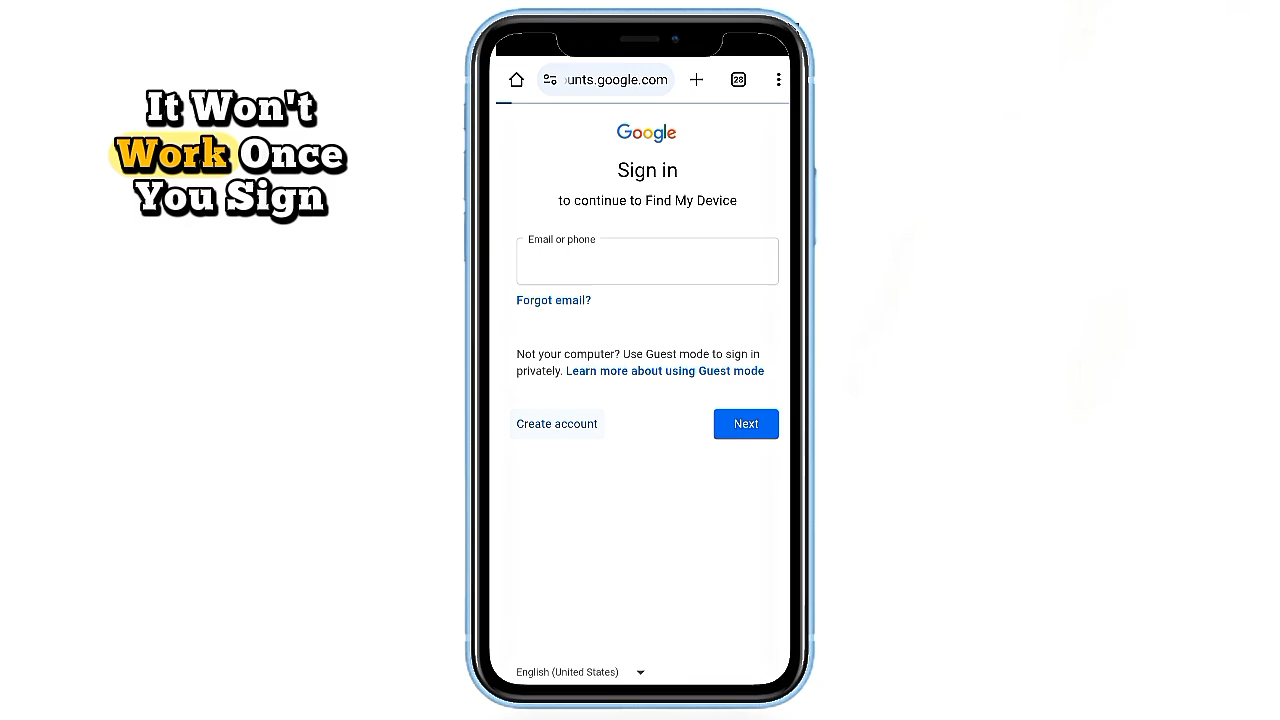 It Won't
Work Once
You Sign
unts.google.com
28
Google
Sign in
to continue to Find My Device
Email or phone
Forgot email?
Not your computer? Use Guest mode to sign in
privately. Learn more about using Guest mode
Create account
Next
English (United States)